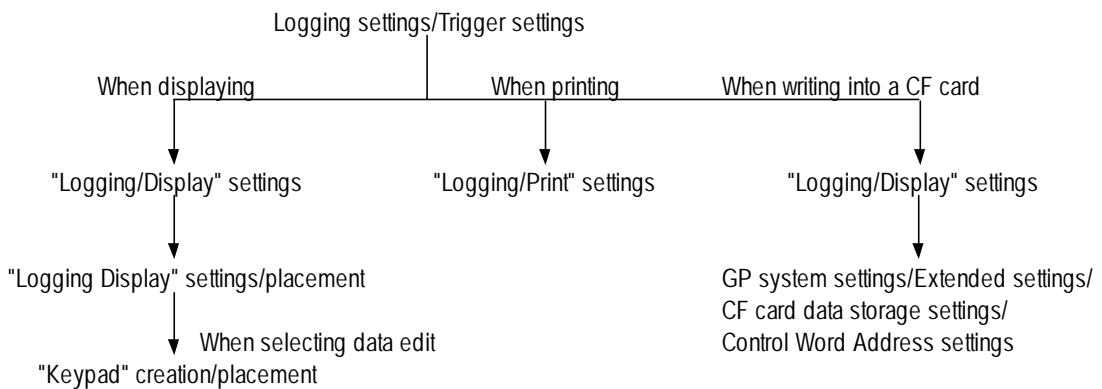 Logging settings/Trigger settings
When displaying
When printing
When writing into a CF card
"Logging/Display" settings
"Logging/Print" settings
"Logging/Display" settings
"Logging Display" settings/placement
GP system settings/Extended settings/
CF card data storage settings/
Control Word Address settings
When selecting data edit
"Keypad" creation/placement